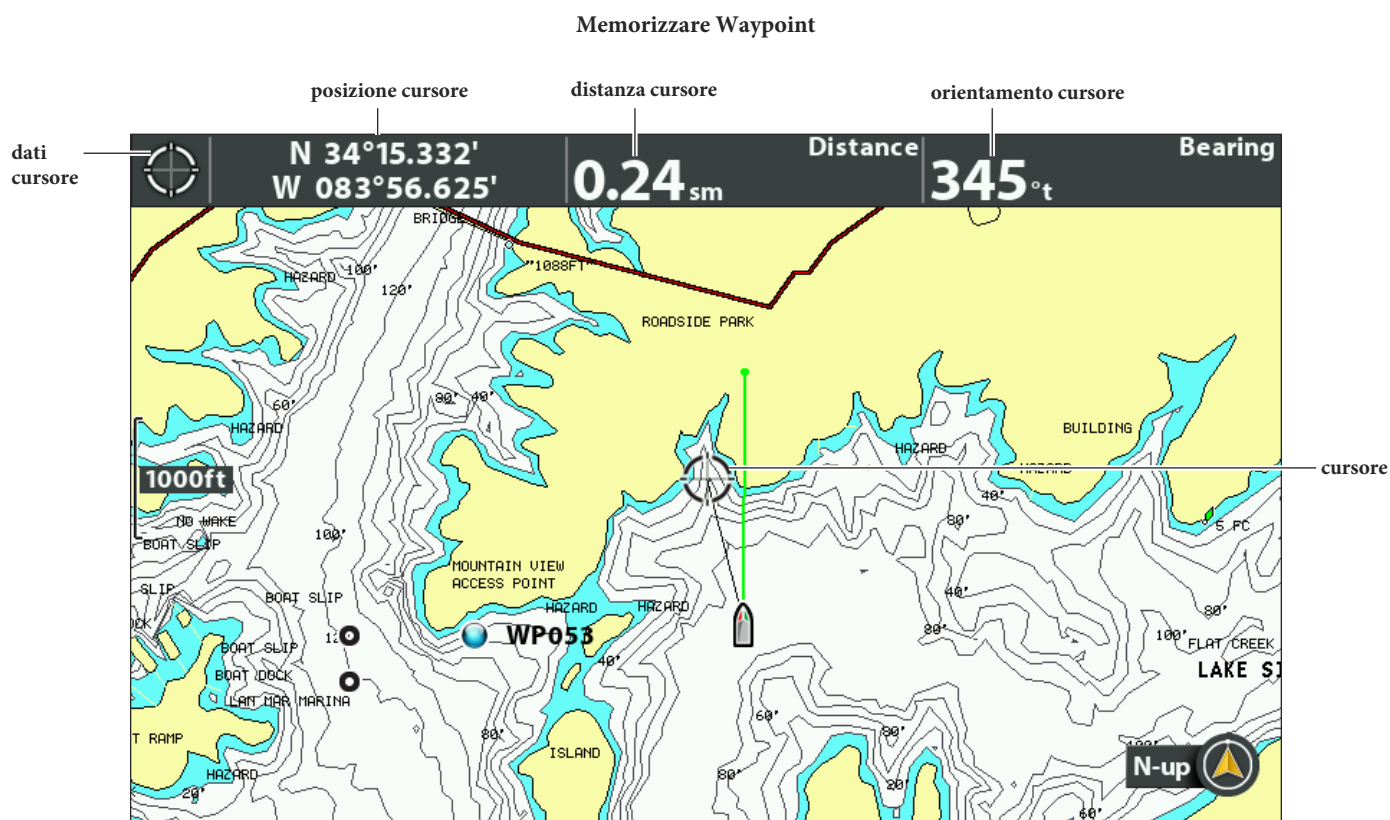 Memorizzare Waypoint
posizione cursore
distanza cursore
orientamento cursore
dati
cursore
N 34°15.332'
W 083°56.625'
Distance
0.24 sm
Bearing
345 °t
BRIDGE
"1088FT"
HAZARD
100'
120'
ROADSIDE PARK
60'
80'
40'
HAZARD
BUILDING
HAZARD
HAZARD
cursore
1000ft
40'
NO WAKE
80'
5 FC
BOAT SLIP
100'
MOUNTAIN VIEW
ACCESS POINT
SLIP
BOAT SLIP
40'
HAZARD
HAZARD
80'
80'
100'
WP053
FLAT CREEK
BOAT SLIP
40'
LAKE SI
BOAT DOCK
LAN MAR MARINA
60'
80'
80'
T RAMP
ISLAND
100'
N-up
HAZARD
80'
20'
20'
60'